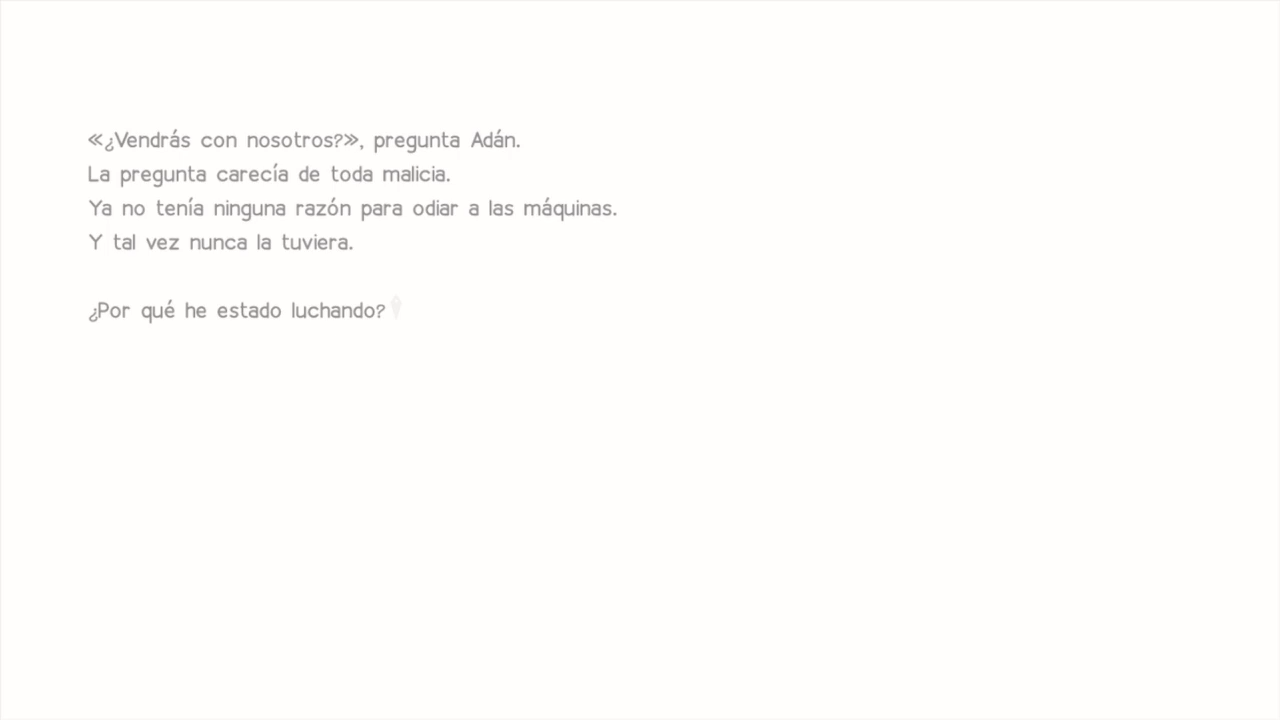 «¿Vendrás con nosotros?», pregunta Adán.
La pregunta carecía de toda malicia.
Ya no tenía ninguna razón para odiar a las máquinas.
Y tal vez nunca la tuviera.
¿Por qué he estado luchando?